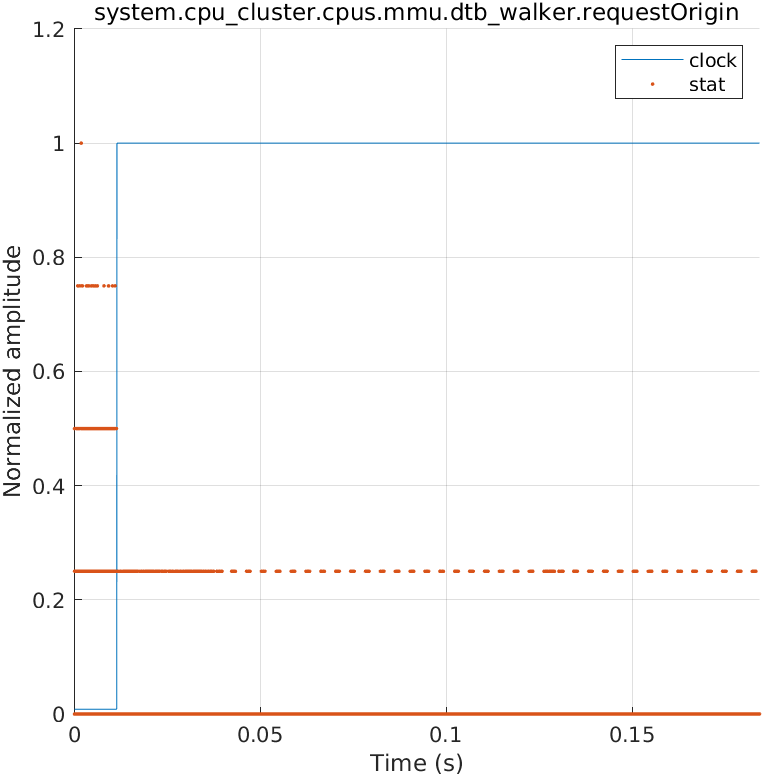 system.cpu_cluster.cpus.mmu.dtb_walker.requestOrigin
1.2
1
0.8
0.6
0.4
0.2
0
Normalized amplitude
clock
stat
0
0.05
0.1
0.15
Time (s)